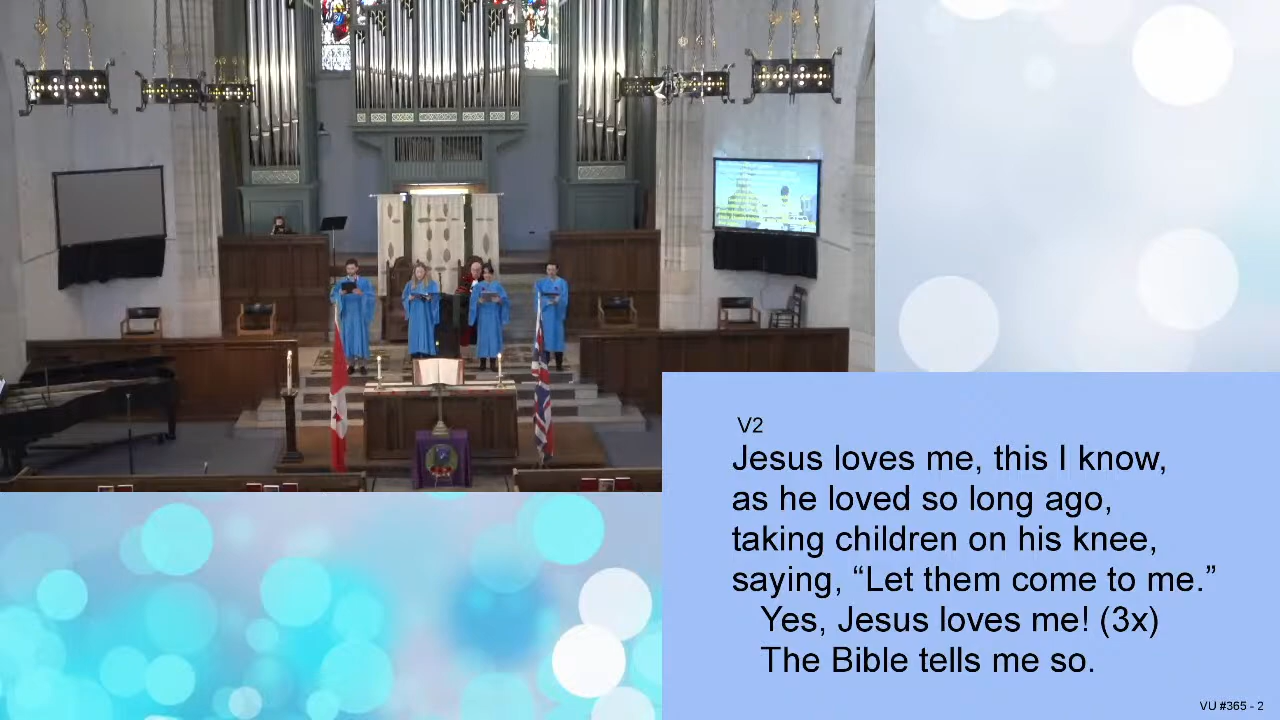 V2
Jesus loves me, this I know,
as he loved so long ago,
taking children on his knee,
saying, “Let them come to me.”
Yes, Jesus loves me! (3x)
The Bible tells me so.
VU #365 - 2